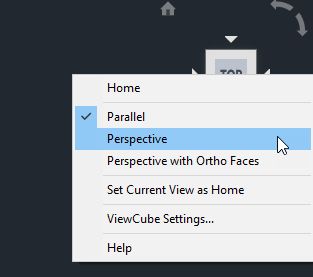 TOP
Home
Parallel
Perspective
Perspective with Ortho Faces
Set Current View as Home
ViewCube Settings...
Help